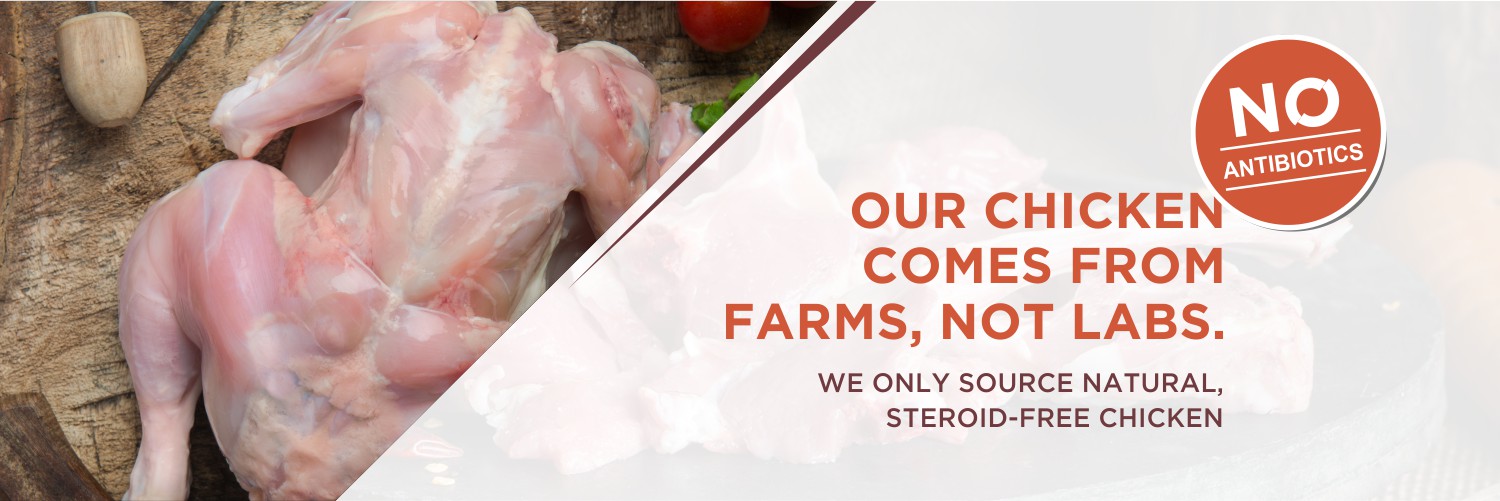 NO
ANTIBIOTICS
OUR CHICKEN
COMES FROM
FARMS, NOT LABS.
WE ONLY SOURCE NATURAL,
STEROID-FREE CHICKEN